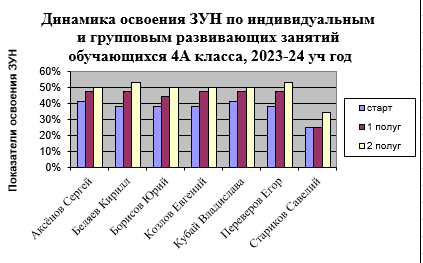 Динамика освоения ЗУН по индивидуальным
и групповым развивающих занятий
обучающихся 4А класса, 2023-24 уч год
Показатели освоения ЗУН
60%
50%
40%
30%
20%
10%
0%
Аксёнов Сергей
Беляев Кирилл
Борисов Юрий
Козлов Евгений
Кубай Владислава
Переверов Егор
Стариков Савелий
старт
1 полуг
2 полуг